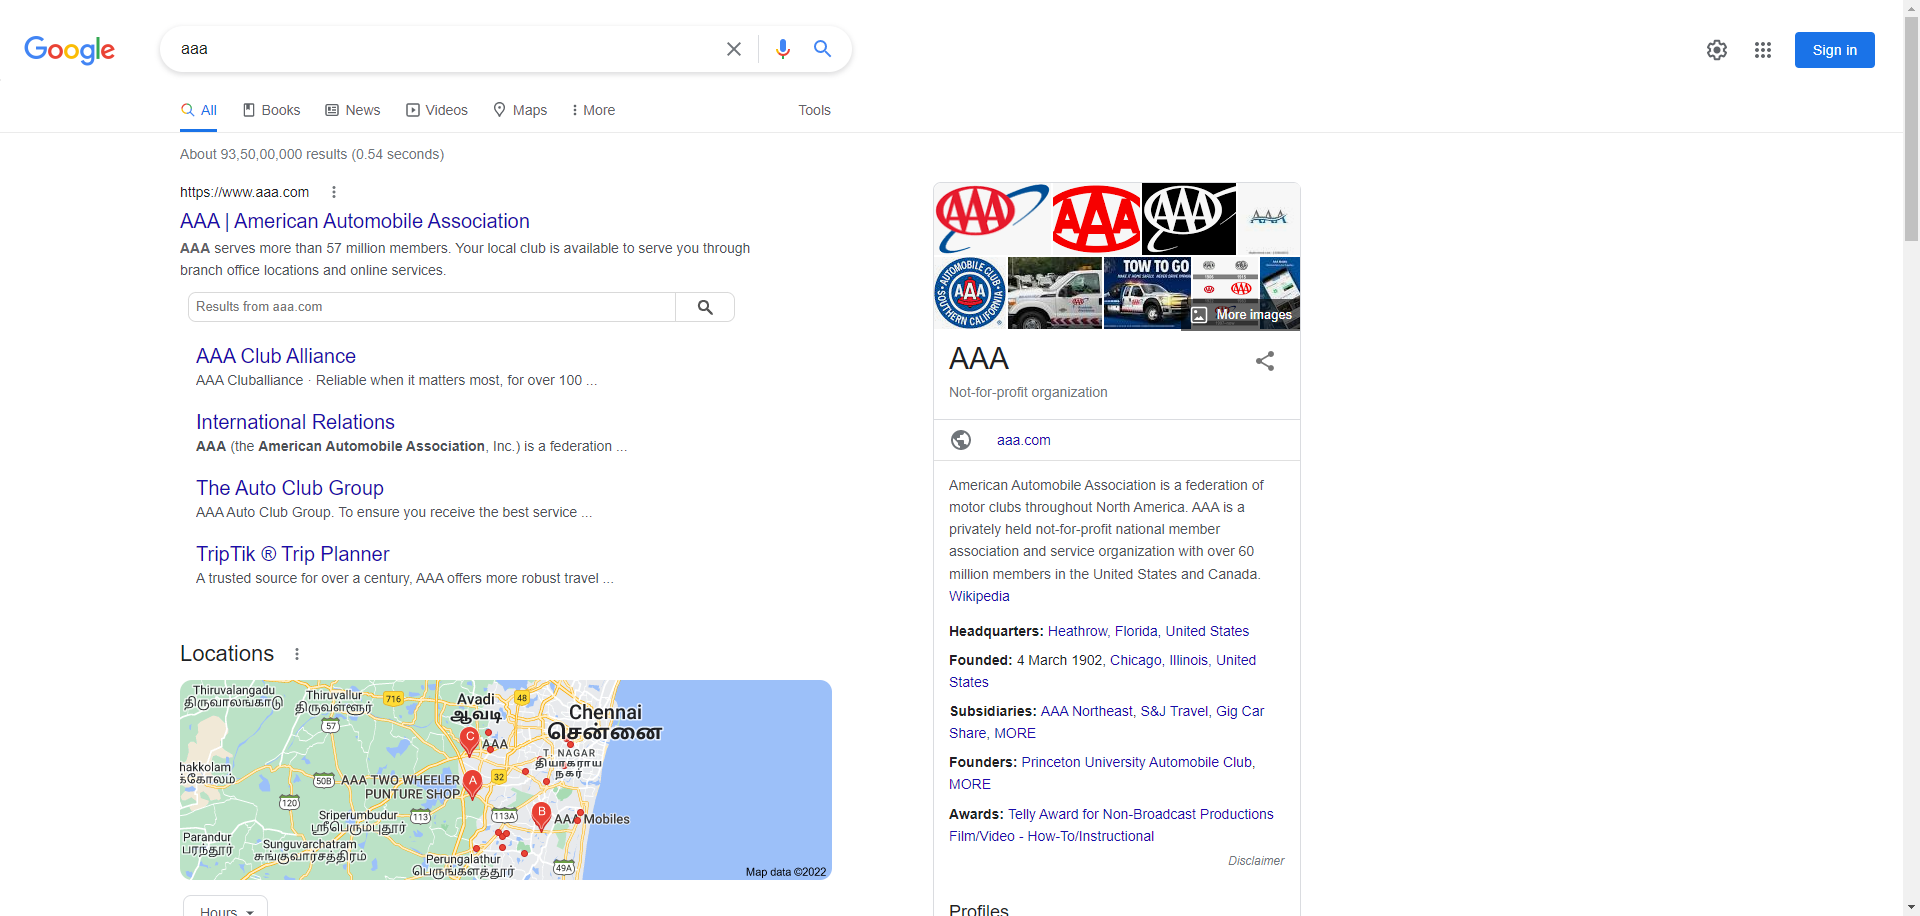 Google
aaa
Sign in
All
Books
News
Videos
Maps
More
Tools
About 93,50,00,000 results (0.54 seconds)
https://www.aaa.com
AAA | American Automobile Association
AAA serves more than 57 million members. Your local club is available to serve you through
branch office locations and online services.
Results from aaa.com
AAA Club Alliance
AAA Cluballiance · Reliable when it matters most, for over 100 ...
International Relations
AAA (the American Automobile Association, Inc.) is a federation ...
The Auto Club Group
AAA Auto Club Group. To ensure you receive the best service ...
TripTik ® Trip Planner
A trusted source for over a century, AAA offers more robust travel ...
Locations
Thiruvalangadu
திருவாலங்காடு
Thiruvallur
திருவள்ளூர்
716
Avadi
ஆவடி
48
Chennai
சென்னை
57
C
AAA
T. NAGAR
தியாகராய
நகர்
hakkolam
க்கோலம்
50B
AAA TWO WHEELER
PUNTURE SHOP
A
32
120
Sriperumbudur
ஸ்ரீபெரும்புதூர்
113
113A
B
AAA Mobiles
Parandur
பரந்தூர்
Sunguvarchatram
சுங்குவார்சத்திரம்
Perungalathur
பெருங்களத்தூர்
49A
Map data ©2022
Hours
AAA
AAA
AAA
AAA
AUTOMOBILE CLUB
AAA
SOUTHERN CALIFORNIA
TOW TO GO
More images
AAA
Not-for-profit organization
aaa.com
American Automobile Association is a federation of
motor clubs throughout North America. AAA is a
privately held not-for-profit national member
association and service organization with over 60
million members in the United States and Canada.
Wikipedia
Headquarters: Heathrow, Florida, United States
Founded: 4 March 1902, Chicago, Illinois, United
States
Subsidiaries: AAA Northeast, S&J Travel, Gig Car
Share, MORE
Founders: Princeton University Automobile Club,
MORE
Awards: Telly Award for Non-Broadcast Productions
Film/Video - How-To/Instructional
Disclaimer
Profiles